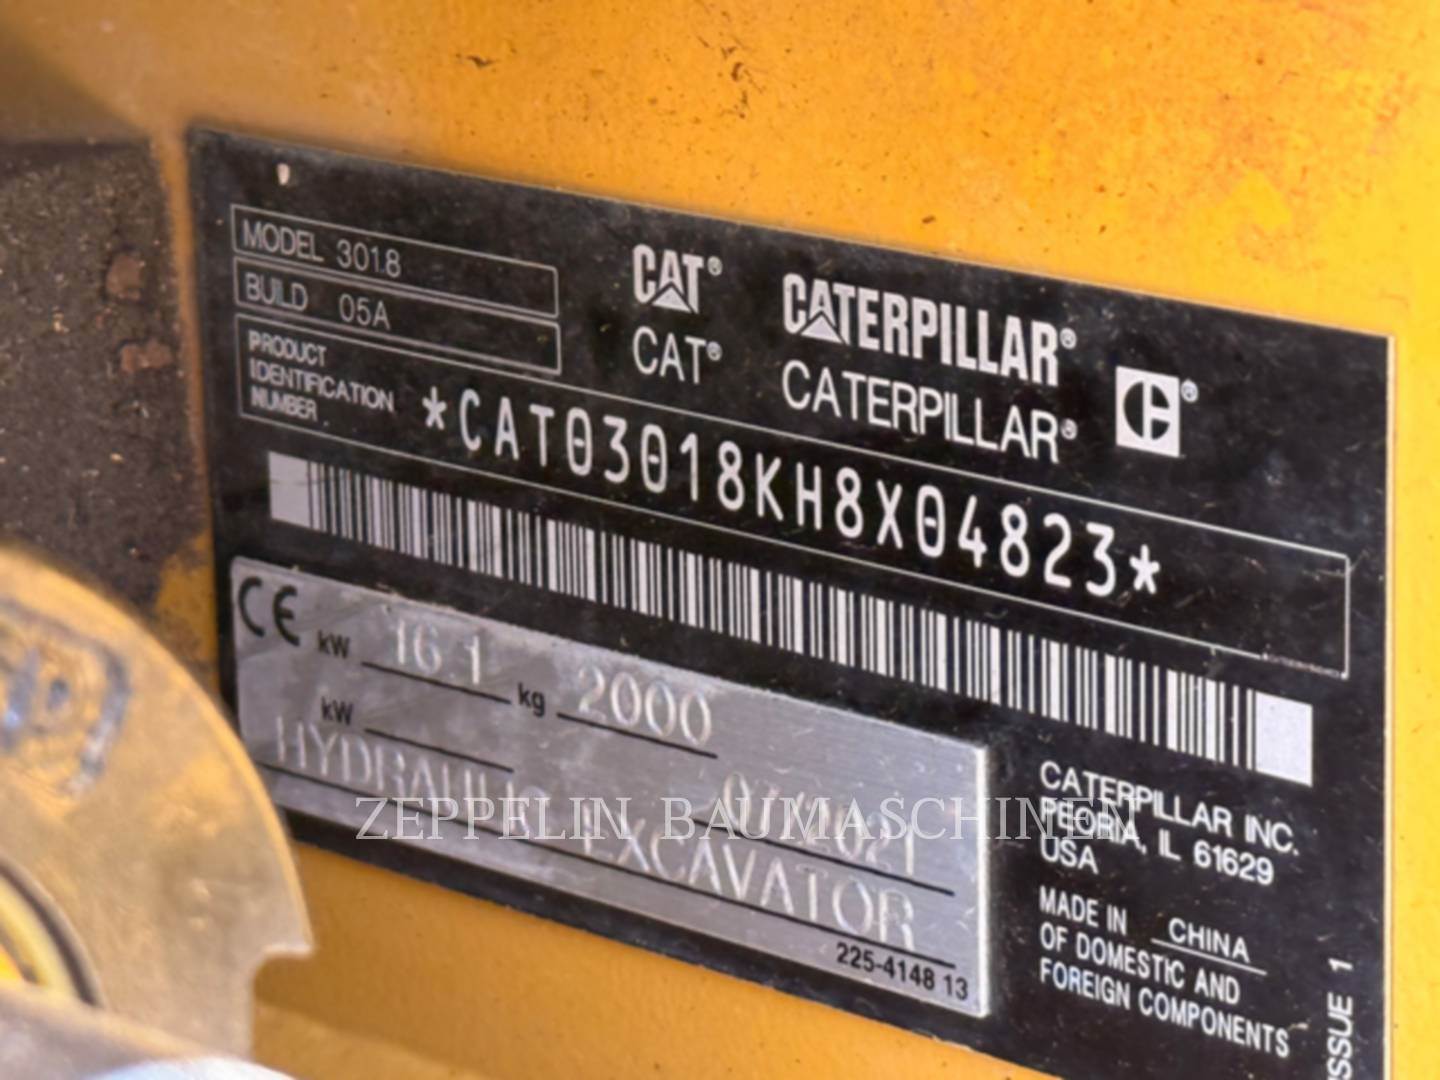 MODEL 301.8
BUILD 05A
PRODUCT
IDENTIFICATION
NUMBER
*CAT03018KH8X04823*
CAT®
CAT®
CATERPILLAR®
CATERPILLAR®
C®
CE kW 16.1 kg 2000
kW 07/2021
HYDRAULIC EXCAVATOR
225-4148 13
ZEPPELIN BAUMASCHINEN
CATERPILLAR INC.
PEORIA, IL 61629
USA
MADE IN CHINA
OF DOMESTIC AND
FOREIGN COMPONENTS
ISSUE 1